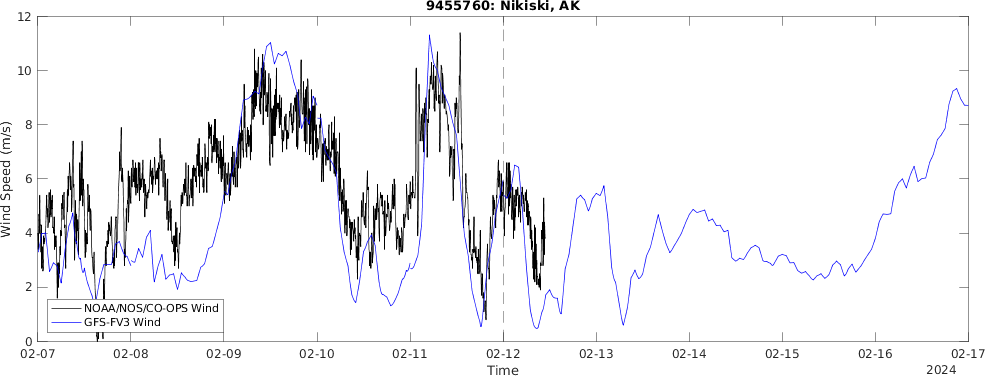 9455760: Nikiski, AK
12
10
8
6
4
2
0
Wind Speed (m/s)
NOAA/NOS/CO-OPS Wind
GFS-FV3 Wind
02-07 02-08 02-09 02-10 02-11 02-12 02-13 02-14 02-15 02-16 02-17
Time
2024